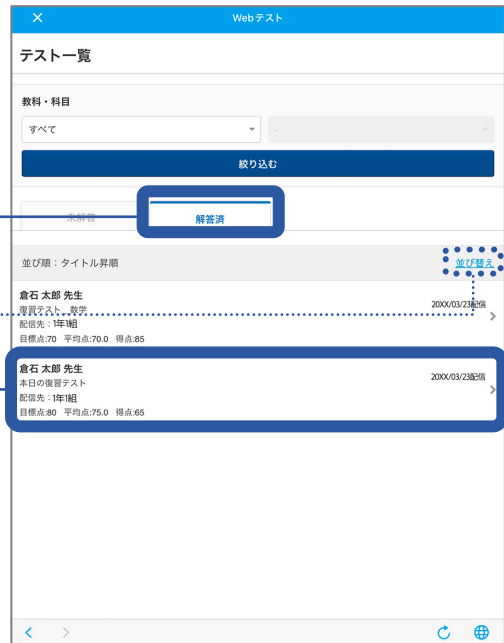 Webテスト
テスト一覧
教科・科目
すべて
-
絞り込む
未解答
解答済
並び順：タイトル昇順
並び替え
倉石 太郎 先生
復習テスト　数学
20XX/03/23配信
配信先：1年1組
目標点:70 平均点:70.0 得点:85
倉石 太郎 先生
本日の復習テスト
20XX/03/23配信
配信先：1年1組
目標点:80 平均点:75.0 得点:65